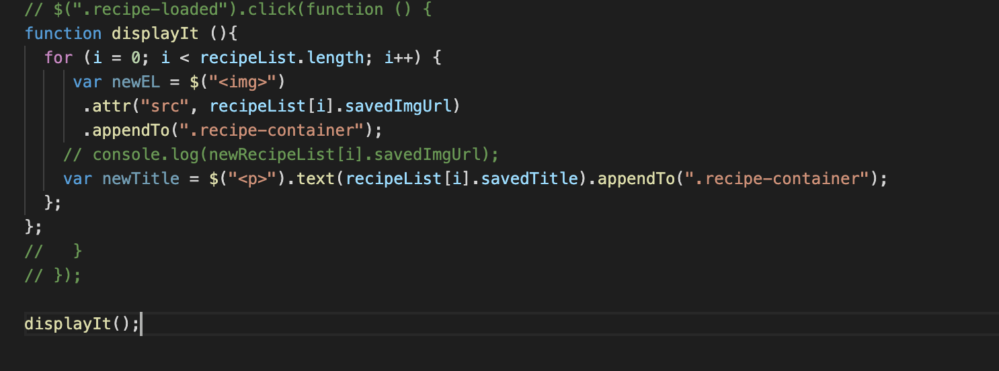 // $(".recipe-loaded").click(function () {
function displayIt (){
  for (i = 0; i < recipeList.length; i++) {
     var newEL = $("<img>")
      .attr("src", recipeList[i].savedImgUrl)
      .appendTo(".recipe-container");
    // console.log(newRecipeList[i].savedImgUrl);
    var newTitle = $("<p>").text(recipeList[i].savedTitle).appendTo(".recipe-container");
  };
};
//   }
// });
displayIt();